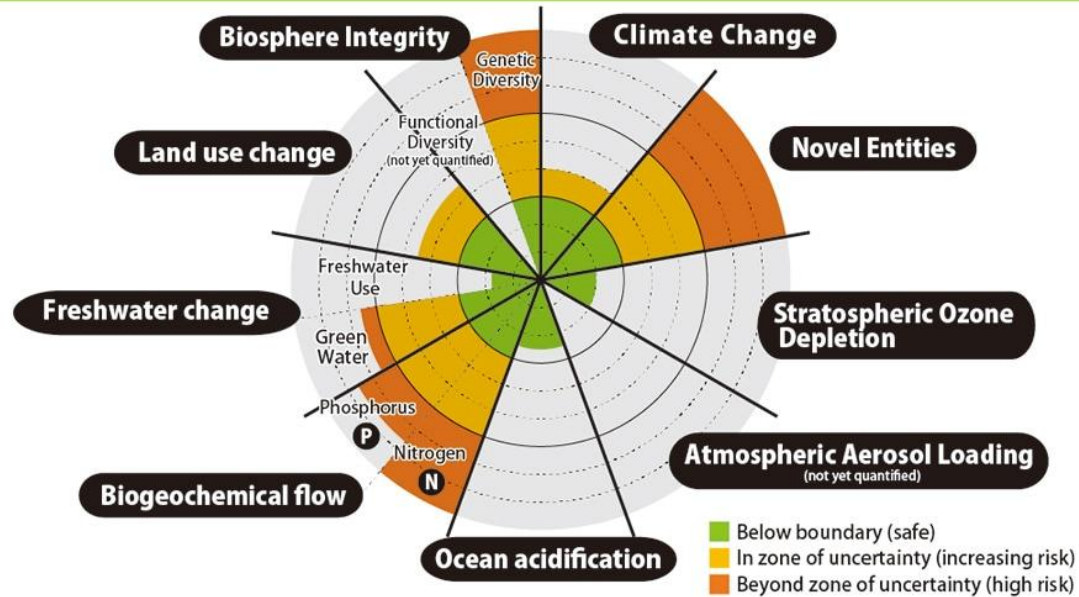 Biosphere Integrity
Climate Change
Genetic
Diversity
Functional
Diversity
(not yet quantified)
Land use change
Novel Entities
Freshwater
Use
Freshwater change
Stratospheric Ozone
Depletion
Green
Water
Phosphorus
P
Nitrogen
N
Atmospheric Aerosol Loading
(not yet quantified)
Biogeochemical flow
Ocean acidification
Below boundary (safe)
In zone of uncertainty (increasing risk)
Beyond zone of uncertainty (high risk)